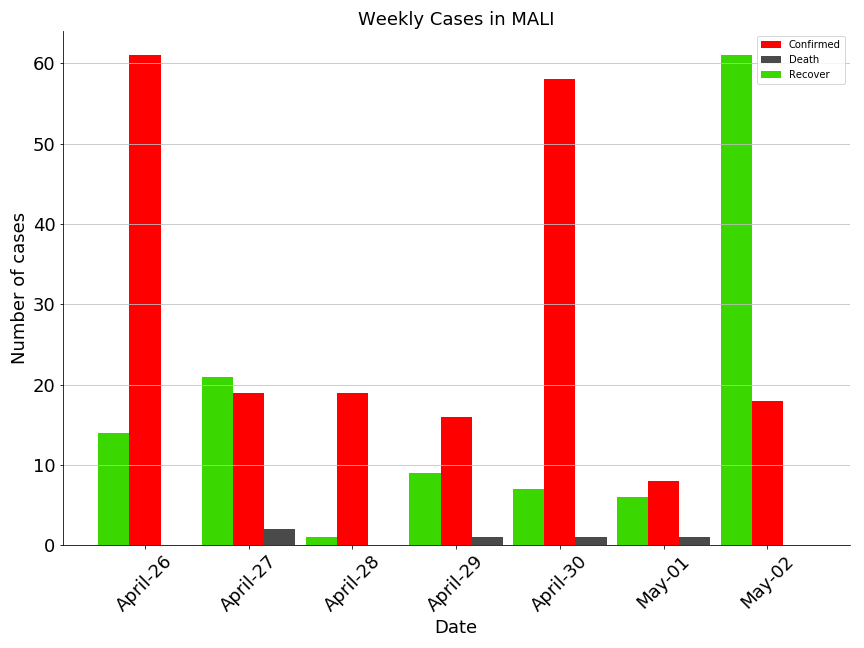 Weekly Cases in MALI
Confirmed
Death
Recover
Number of cases
60
50
40
30
20
10
0
April-26
April-27
April-28
April-29
April-30
May-01
May-02
Date